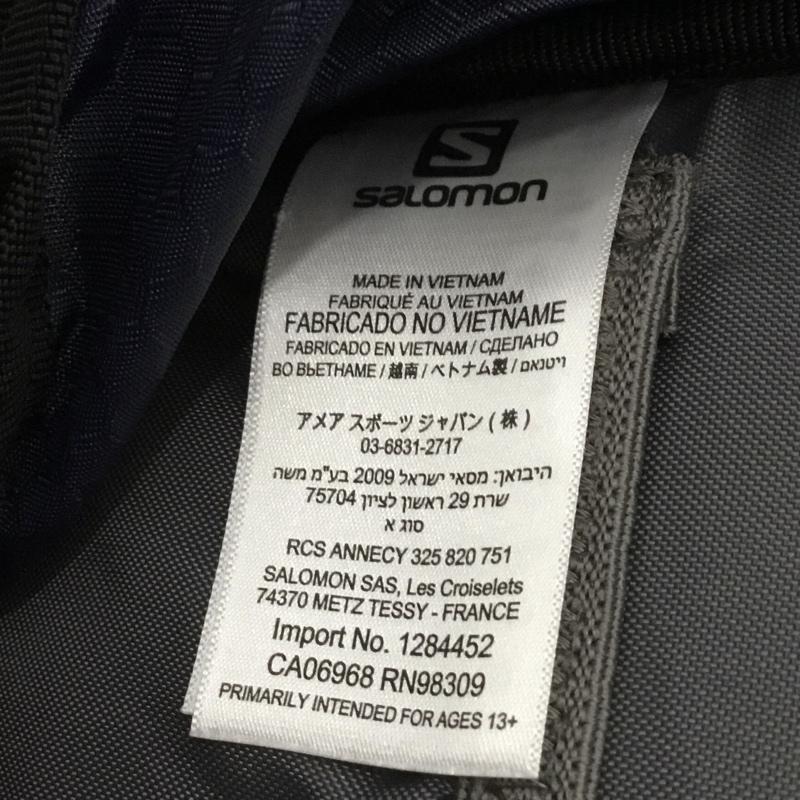 S
salomon
MADE IN VIETNAM
FABRIQUÉ AU VIETNAM
FABRICADO NO VIETNAME
FABRICADO EN VIETNAM / СДЕЛАНО
ВО ВЬЕТНАМЕ / 越南 / ベトナム製 / ויטנאם
アメア スポーツ ジャパン ( 株 )
03-6831-2717
היבואן: מסאי ישראל 2009 בע"מ משה
שרת 29 ראשון לציון 75704
סוג א
RCS ANNECY 325 820 751
SALOMON SAS, Les Croiselets
74370 METZ TESSY - FRANCE
Import No. 1284452
CA06968 RN98309
PRIMARILY INTENDED FOR AGES 13+